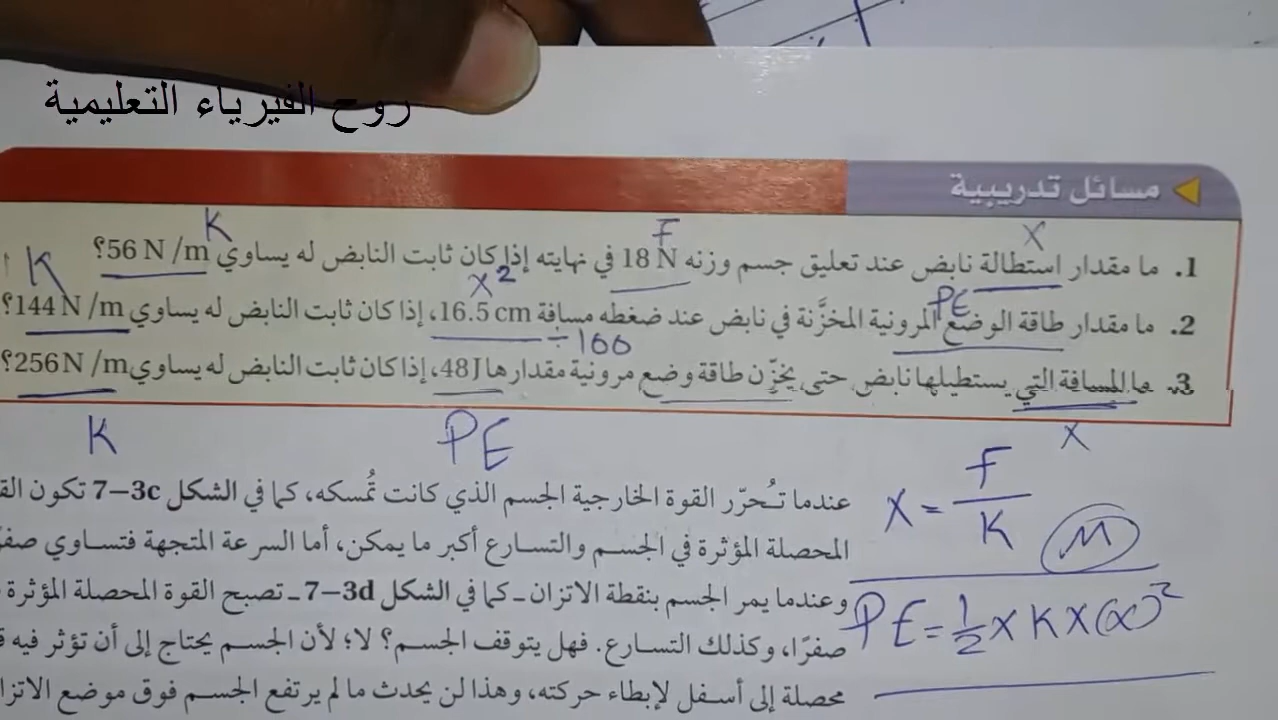 روح الفيرياء التعليمية
مسائل تدريبية
K F X
1. ما مقدار استطالة نابض عند تعليق جسم وزنه 18 N في نهايته إذا كان ثابت النابض له يساوي 56 N/m؟
K X² PE
2. ما مقدار طاقة الوضع المرونية المخزَّنة في نابض عند ضغطه مسافة 16.5 cm، إذا كان ثابت النابض له يساوي 144 N/m؟
÷ 100
3. ما المسافة التي يستطيلها نابض حتى يخزّن طاقة وضع مرونية مقدارها 48J، إذا كان ثابت النابض له يساوي 256 N/m؟
K PE X
عندما تُحرّر القوة الخارجية الجسم الذي كانت تُمسكه، كما في الشكل 7–3c تكون
المحصلة المؤثرة في الجسم والتسارع أكبر ما يمكن، أما السرعة المتجهة فتساوي
وعندما يمر الجسم بنقطة الاتزان ـ كما في الشكل 7–3d ـ تصبح القوة المحصلة المؤثرة
صفرًا، وكذلك التسارع. فهل يتوقف الجسم؟ لا؛ لأن الجسم يحتاج إلى أن تؤثر فيه
محصلة إلى أسفل لإبطاء حركته، وهذا لن يحدث ما لم يرتفع الجسم فوق موضع
X = F / K
M
PE = 1/2 × K × (x)²